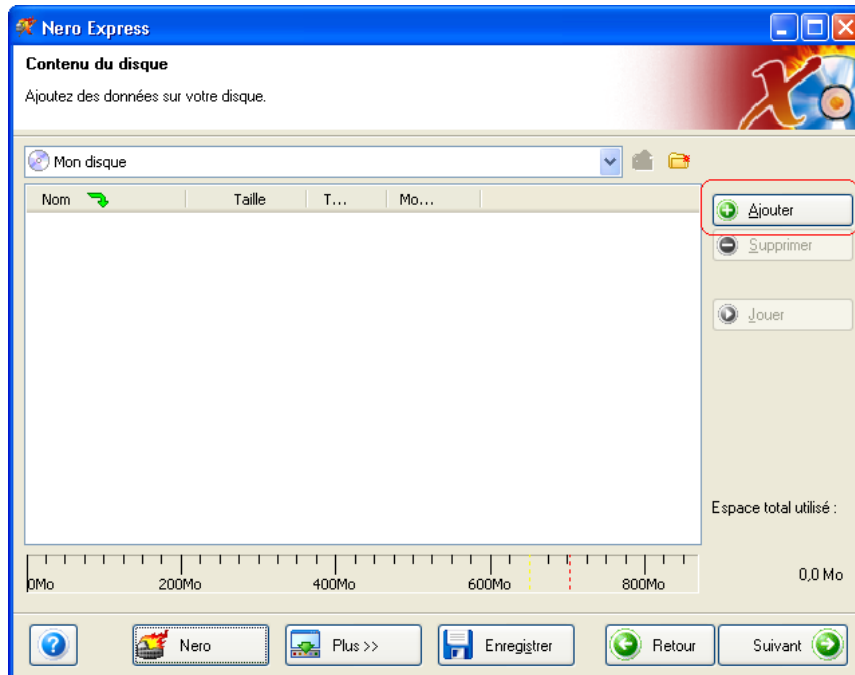 Nero Express
Contenu du disque
Ajoutez des données sur votre disque.
Mon disque
Nom Taille T... Mo...
Ajouter
Supprimer
Jouer
Espace total utilisé :
0Mo 200Mo 400Mo 600Mo 800Mo
0,0 Mo
Nero Plus >> Enregistrer Retour Suivant